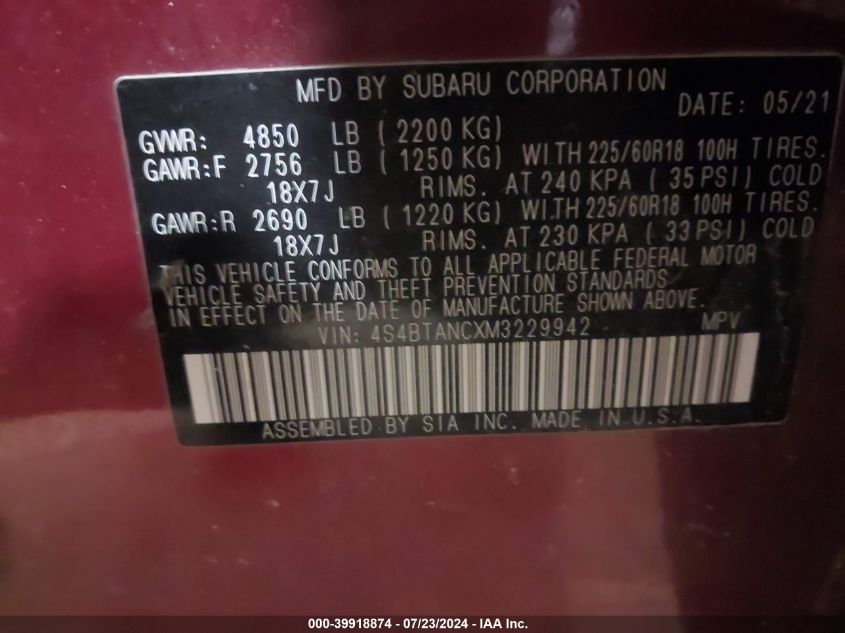 MFD BY SUBARU CORPORATION
DATE: 05/21
GVWR: 4850 LB ( 2200 KG)
GAWR:F 2756 LB ( 1250 KG) WITH 225/60R18 100H TIRES.
18X7J RIMS. AT 240 KPA ( 35 PSI) COLD
GAWR:R 2690 LB ( 1220 KG) WITH 225/60R18 100H TIRES.
18X7J RIMS. AT 230 KPA ( 33 PSI) COLD
THIS VEHICLE CONFORMS TO ALL APPLICABLE FEDERAL MOTOR
VEHICLE SAFETY AND THEFT PREVENTION STANDARDS
IN EFFECT ON THE DATE OF MANUFACTURE SHOWN ABOVE.
VIN: 4S4BTANCXM3229942 MPV
ASSEMBLED BY SIA INC. MADE IN U.S.A.
000-39918874 - 07/23/2024 - IAA Inc.